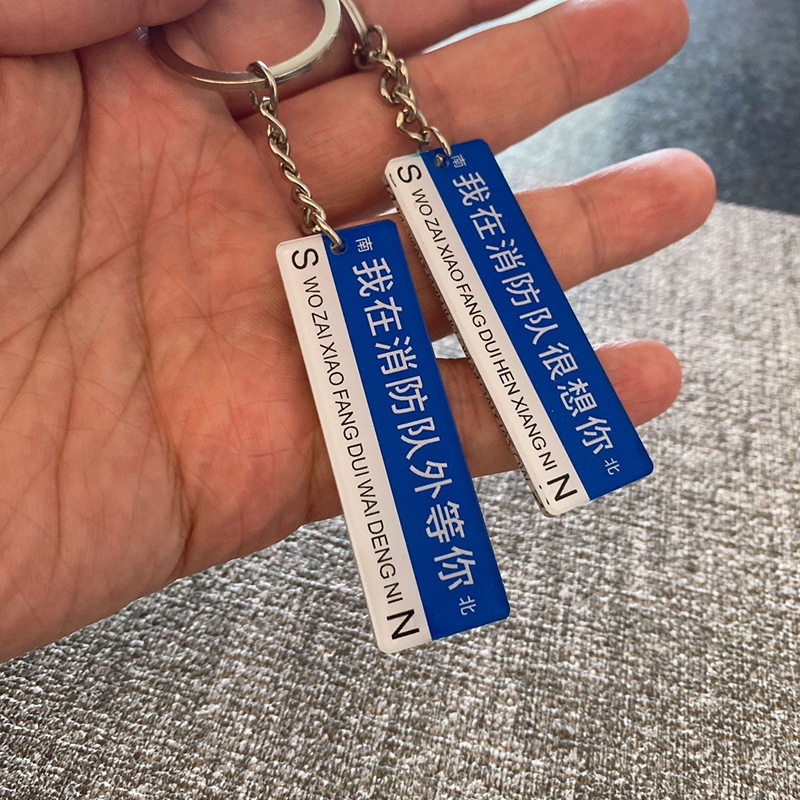 南 我在消防队外等你 北
S WO ZAI XIAO FANG DUI WAI DENG NI N
南 我在消防队很想你 北
S WO ZAI XIAO FANG DUI HEN XIANG NI N